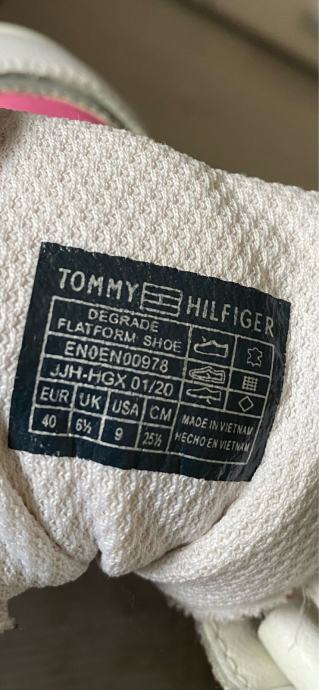 TOMMY HILFIGER
DEGRADE
FLATFORM SHOE
EN0EN00978
JJH-HGX 01/20
EUR UK USA CM
40 6½ 9 25½
MADE IN VIETNAM
HECHO EN VIETNAM